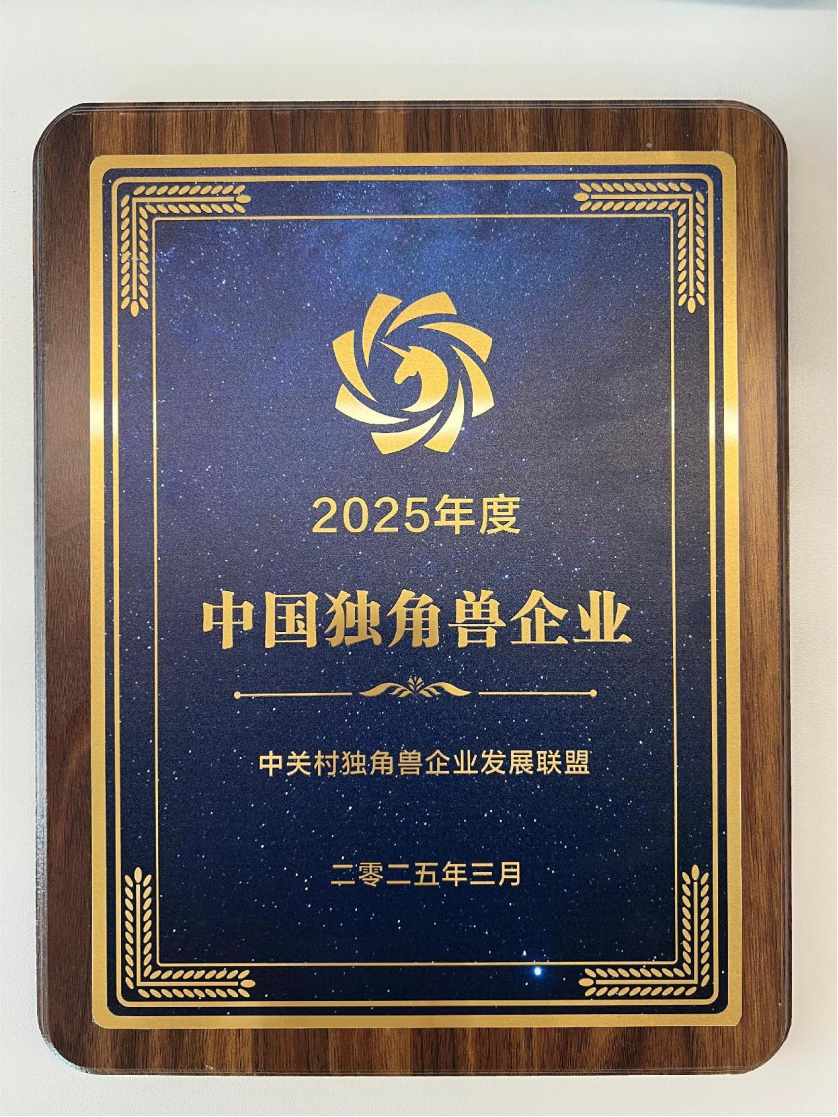 2025年度
中国独角兽企业
中关村独角兽企业发展联盟
二零二五年三月